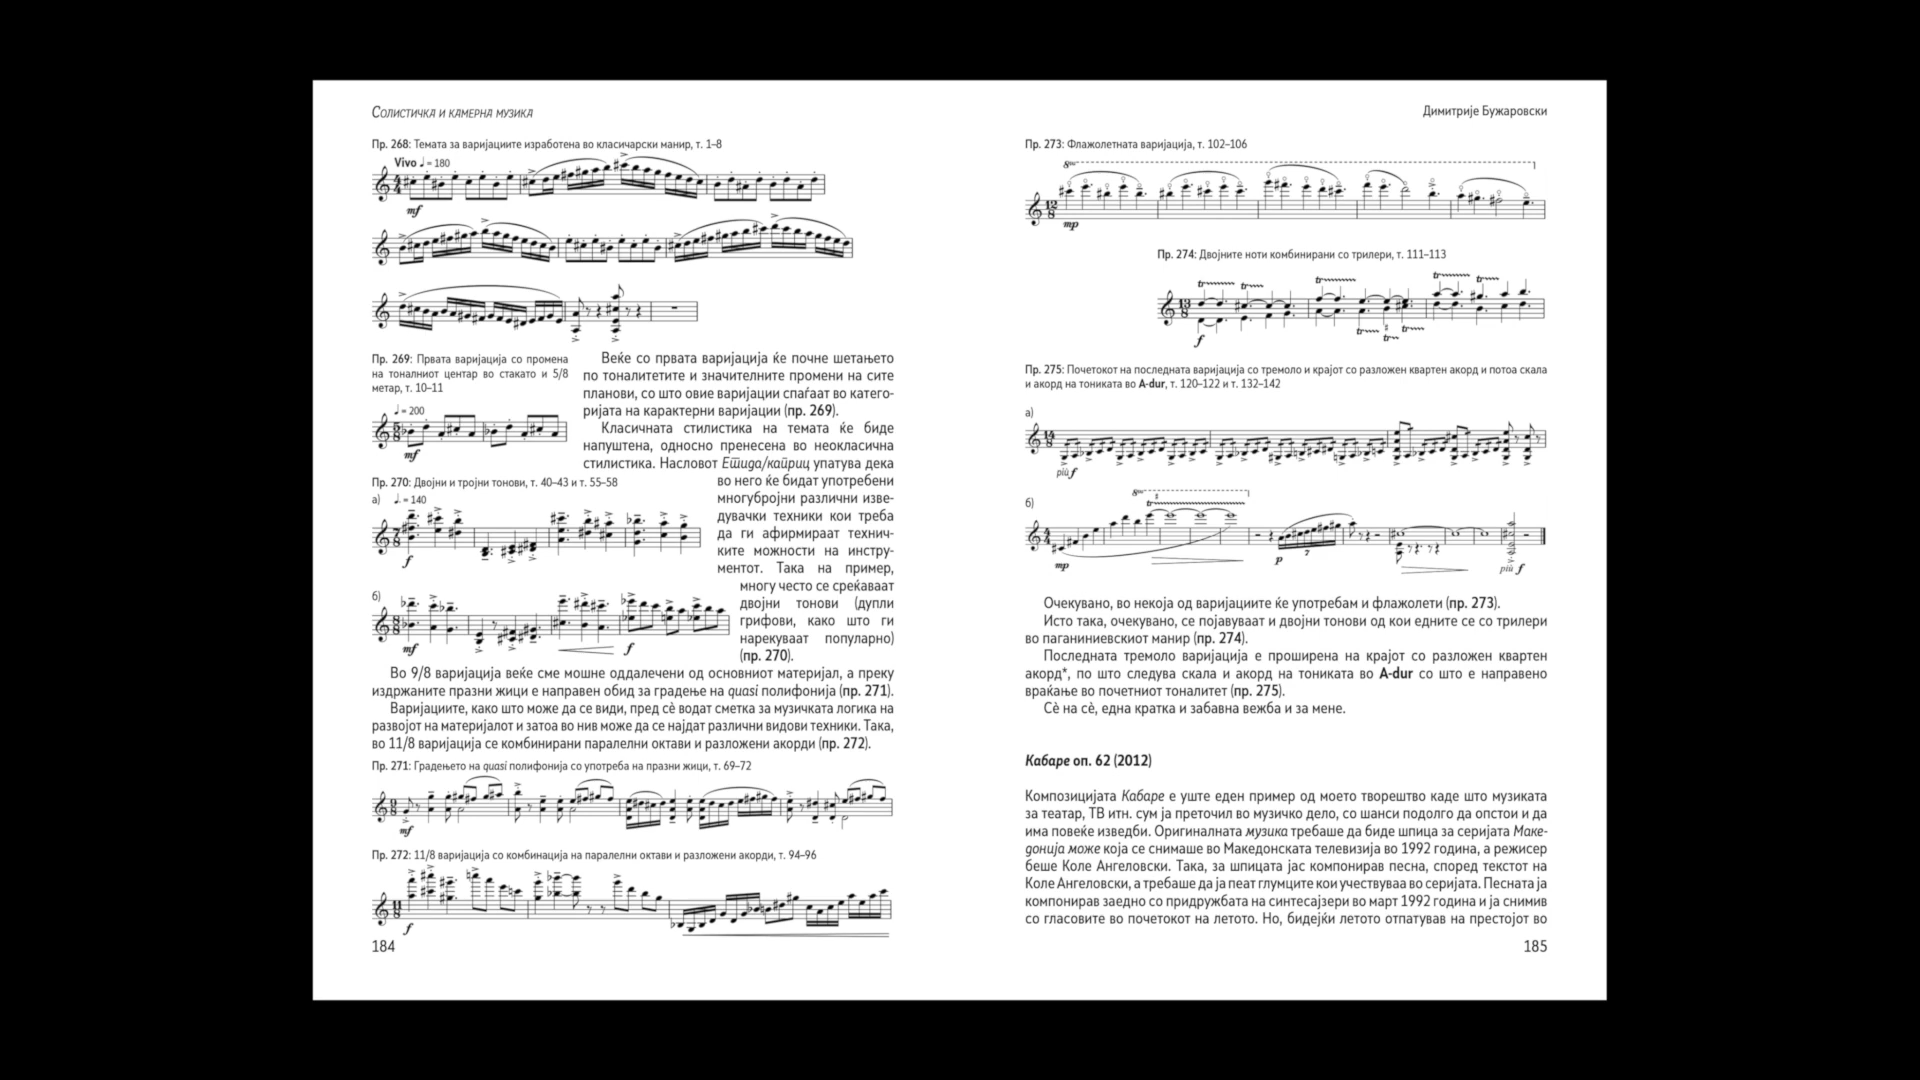 Солистичка и камерна музика
Пр. 268: Темата за варијациите изработена во класичарски манир, т. 1–8
Vivo ♩ = 180
mf
Пр. 269: Првата варијација со промена
на тоналниот центар во стакато и 5/8
метар, т. 10–11
♩ = 200
mf
Веќе со првата варијација ќе почне шетањето
по тоналитетите и значителните промени на сите
планови, со што овие варијации спаѓаат во катего-
ријата на карактерни варијации (пр. 269).
Класичната стилистика на темата ќе биде
напуштена, односно пренесена во неокласична
стилистика. Насловот Етида/каприц упатува дека
во него ќе бидат употребени
многубројни различни изве-
дувачки техники кои треба
да ги афирмираат технич-
ките можности на инстру-
ментот. Така на пример,
многу често се среќаваат
двојни тонови (дупли
грифови, како што ги
нарекуваат популарно)
(пр. 270).
Пр. 270: Двојни и тројни тонови, т. 40–43 и т. 55–58
а) ♩. = 140
f
б)
mf f
Во 9/8 варијација веќе сме мошне оддалечени од основниот материјал, а преку
издржаните празни жици е направен обид за градење на quasi полифонија (пр. 271).
Варијациите, како што може да се види, пред сѐ водат сметка за музичката логика на
развојот на материјалот и затоа во нив може да се најдат различни видови техники. Така,
во 11/8 варијација се комбинирани паралелни октави и разложени акорди (пр. 272).
Пр. 271: Градењето на quasi полифонија со употреба на празни жици, т. 69–72
mf
Пр. 272: 11/8 варијација со комбинација на паралелни октави и разложени акорди, т. 94–96
f
184
Димитрије Бужаровски
Пр. 273: Флажолетната варијација, т. 102–106
8va
12
8
mp
Пр. 274: Двојните ноти комбинирани со трилери, т. 111–113
tr tr tr tr tr
13
8
f
tr tr tr
Пр. 275: Почетокот на последната варијација со тремоло и крајот со разложен квартен акорд и потоа скала
и акорд на тониката во A-dur, т. 120–122 и т. 132–142
а)
14
8
più f
б)
8va
tr
mp p 7 più f
Очекувано, во некоја од варијациите ќе употребам и флажолети (пр. 273).
Исто така, очекувано, се појавуваат и двојни тонови од кои едните се со трилери
во паганиниевскиот манир (пр. 274).
Последната тремоло варијација е проширена на крајот со разложен квартен
акорд*, по што следува скала и акорд на тониката во A-dur со што е направено
враќање во почетниот тоналитет (пр. 275).
Сѐ на сѐ, една кратка и забавна вежба и за мене.
Кабаре оп. 62 (2012)
Композицијата Кабаре е уште еден пример од моето творештво каде што музиката
за театар, ТВ итн. сум ја преточил во музичко дело, со шанси подолго да опстои и да
има повеќе изведби. Оригиналната музика требаше да биде шпица за серијата Маке-
донија може која се снимаше во Македонската телевизија во 1992 година, а режисер
беше Коле Ангеловски. Така, за шпицата јас компонирав песна, според текстот на
Коле Ангеловски, а требаше да ја пеат глумците кои учествуваа во серијата. Песната ја
компонирав заедно со придружбата на синтесајзери во март 1992 година и ја снимив
со гласовите во почетокот на летото. Но, бидејќи летото отпатував на престојот во
185